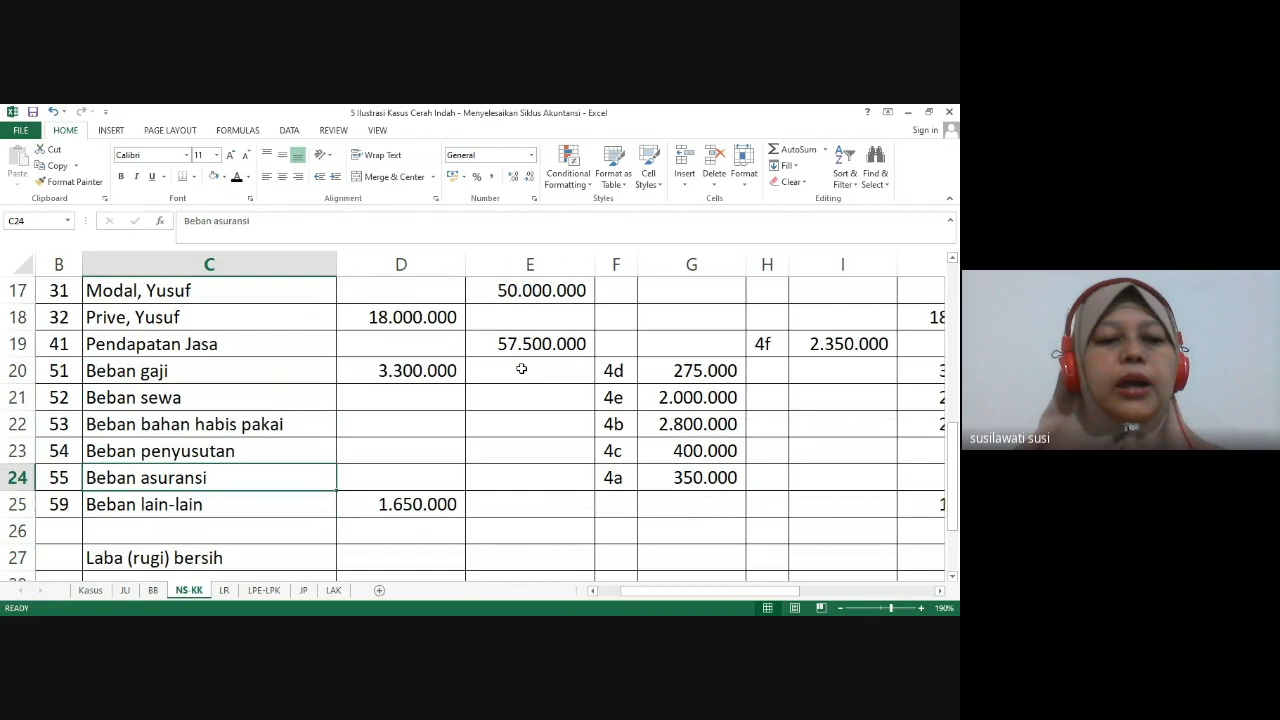 5 Ilustrasi Kasus Cerah Indah - Menyelesaikan Siklus Akuntansi - Excel
FILE HOME INSERT PAGE LAYOUT FORMULAS DATA REVIEW VIEW Sign in
Cut
Copy
Format Painter
Paste
Clipboard
Calibri 11
B I U
Font
Wrap Text
Merge & Center
Alignment
General
Number
Conditional Formatting
Format as Table
Cell Styles
Styles
Insert Delete Format
Cells
AutoSum
Fill
Clear
Sort & Filter
Find & Select
Editing
C24 fx Beban asuransi
B C D E F G H I
17 31 Modal, Yusuf 50.000.000
18 32 Prive, Yusuf 18.000.000 18
19 41 Pendapatan Jasa 57.500.000 4f 2.350.000
20 51 Beban gaji 3.300.000 4d 275.000 3
21 52 Beban sewa 4e 2.000.000 2
22 53 Beban bahan habis pakai 4b 2.800.000 2
23 54 Beban penyusutan 4c 400.000
24 55 Beban asuransi 4a 350.000
25 59 Beban lain-lain 1.650.000 1
26
27 Laba (rugi) bersih
Kasus JU BB NS-KK LR LPE-LPK JP LAK
READY 190%
susilawati susi